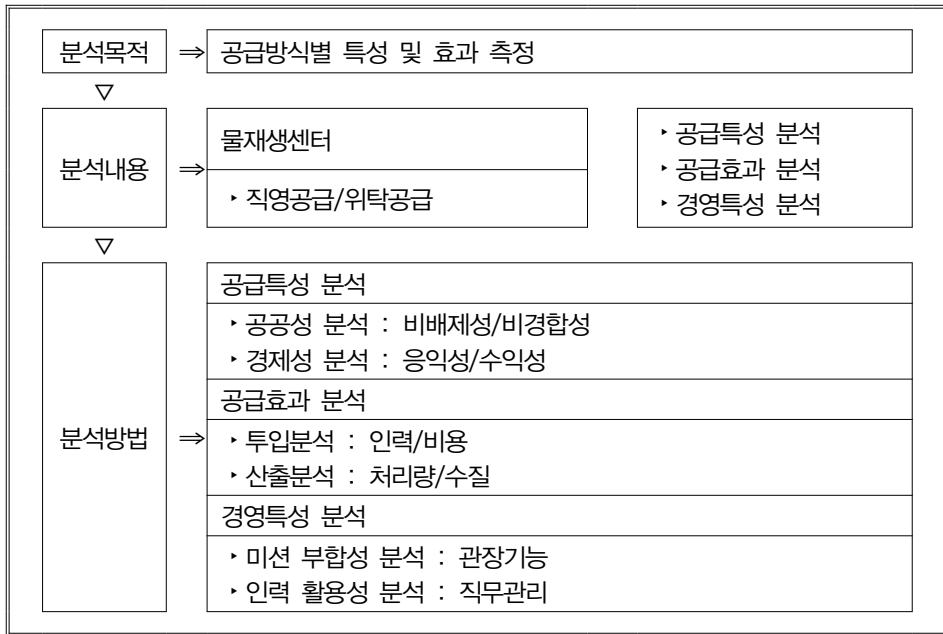 분석목적 ⇒ 공급방식별 특성 및 효과 측정
▽
분석내용 ⇒
물재생센터
‣직영공급/위탁공급
‣공급특성 분석
‣공급효과 분석
‣경영특성 분석
▽
분석방법 ⇒
공급특성 분석
‣공공성 분석 : 비배제성/비경합성
‣경제성 분석 : 응익성/수익성
공급효과 분석
‣투입분석 : 인력/비용
‣산출분석 : 처리량/수질
경영특성 분석
‣미션 부합성 분석 : 관장기능
‣인력 활용성 분석 : 직무관리